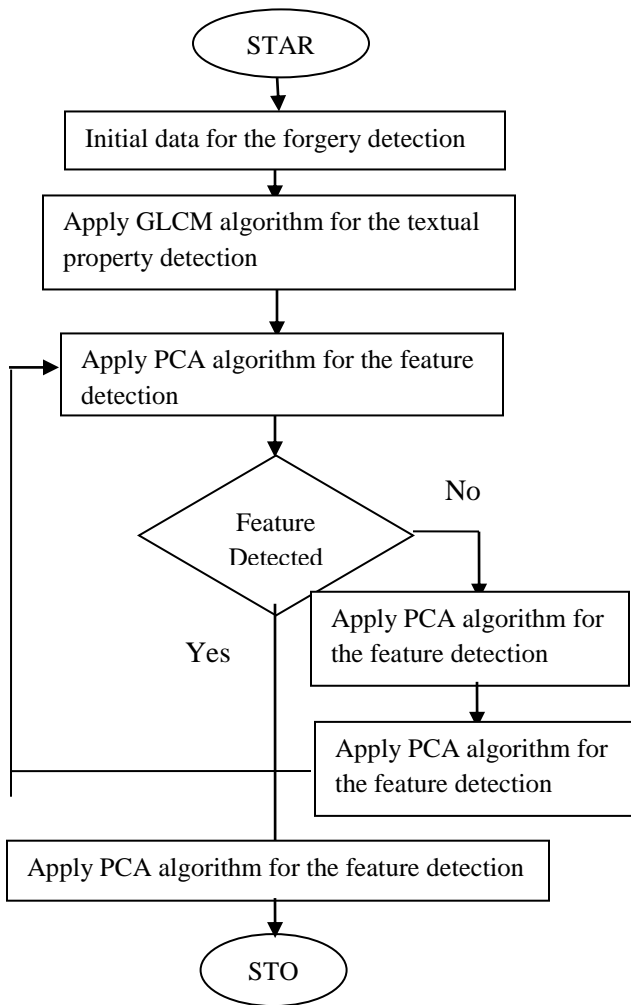 STAR
Initial data for the forgery detection
Apply GLCM algorithm for the textual
property detection
Apply PCA algorithm for the feature
detection
No
Feature
Detected
Apply PCA algorithm for
the feature detection
Yes
Apply PCA algorithm for
the feature detection
Apply PCA algorithm for the feature detection
STO